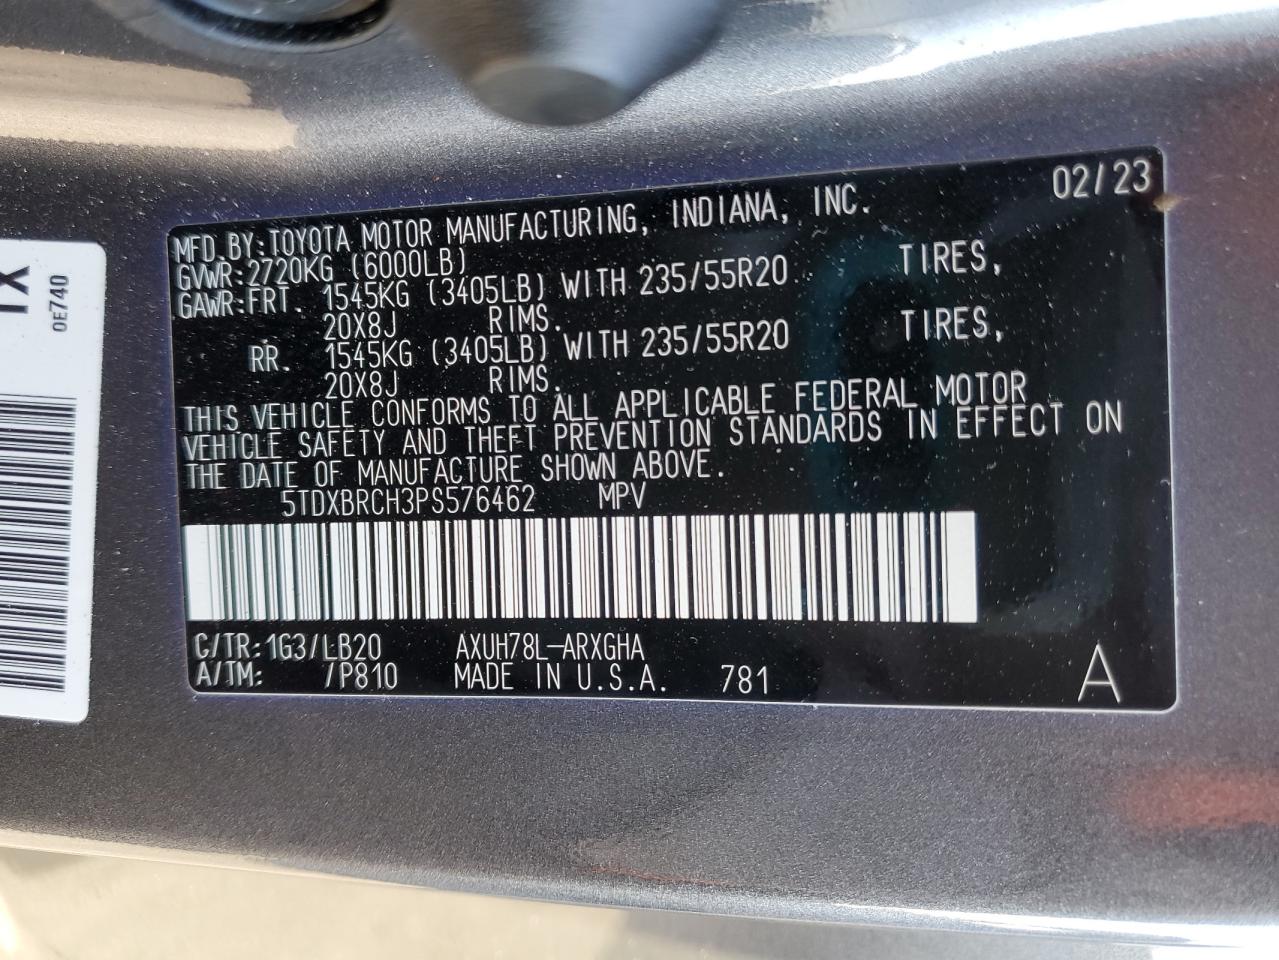 02/23
MFD.BY:TOYOTA MOTOR MANUFACTURING, INDIANA, INC.
GVWR:2720KG (6000LB)
GAWR:FRT. 1545KG (3405LB) WITH 235/55R20 TIRES,
20X8J RIMS.
RR. 1545KG (3405LB) WITH 235/55R20 TIRES,
20X8J RIMS.
THIS VEHICLE CONFORMS TO ALL APPLICABLE FEDERAL MOTOR
VEHICLE SAFETY AND THEFT PREVENTION STANDARDS IN EFFECT ON
THE DATE OF MANUFACTURE SHOWN ABOVE.
5TDXBRCH3PS576462 MPV
C/TR:1G3/LB20 AXUH78L-ARXGHA
A/TM: /P810 MADE IN U.S.A. 781
A
0E740